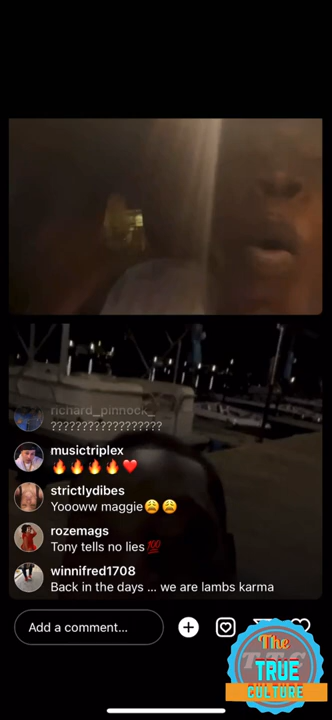 richard_pinnock_
??????????????????
musictriplex
🔥🔥🔥🔥❤️
strictlydibes
Yoooww maggie😩😩
rozemags
Tony tells no lies💯
winnifred1708
Back in the days ... we are lambs karma
Add a comment...
The
T.T.C
TRUE
CULTURE